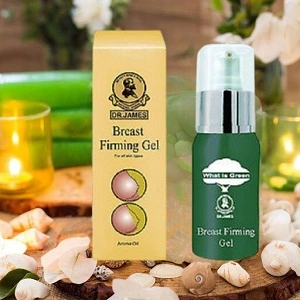 DR.JAMES
Breast
Firming Gel
For all skin types
Aroma Oil
What is Green
DR.JAMES
Breast Firming
Gel